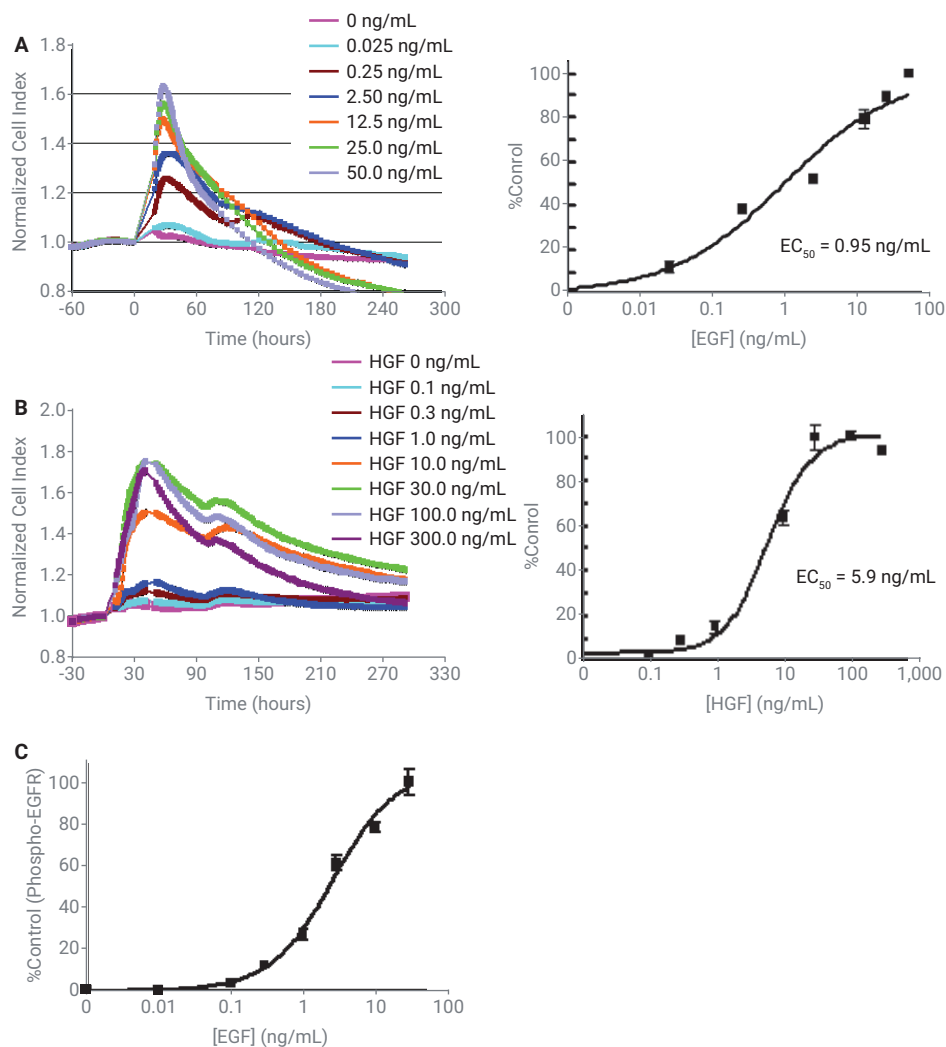 A
Normalized Cell Index
1.8
1.6
1.4
1.2
1.0
0.8
-60 0 60 120 180 240 300
Time (hours)
0 ng/mL
0.025 ng/mL
0.25 ng/mL
2.50 ng/mL
12.5 ng/mL
25.0 ng/mL
50.0 ng/mL
%Conrol
100
80
60
40
20
0
0 0.01 0.1 1 10 100
[EGF] (ng/mL)
EC50 = 0.95 ng/mL
B
Normalized Cell Index
2.0
1.8
1.6
1.4
1.2
1.0
0.8
-30 30 90 150 210 270 330
Time (hours)
HGF 0 ng/mL
HGF 0.1 ng/mL
HGF 0.3 ng/mL
HGF 1.0 ng/mL
HGF 10.0 ng/mL
HGF 30.0 ng/mL
HGF 100.0 ng/mL
HGF 300.0 ng/mL
%Control
100
80
60
40
20
0
0 0.1 1 10 100 1,000
[HGF] (ng/mL)
EC50 = 5.9 ng/mL
C
%Control (Phospho-EGFR)
100
80
60
40
20
0
0 0.01 0.1 1 10 100
[EGF] (ng/mL)